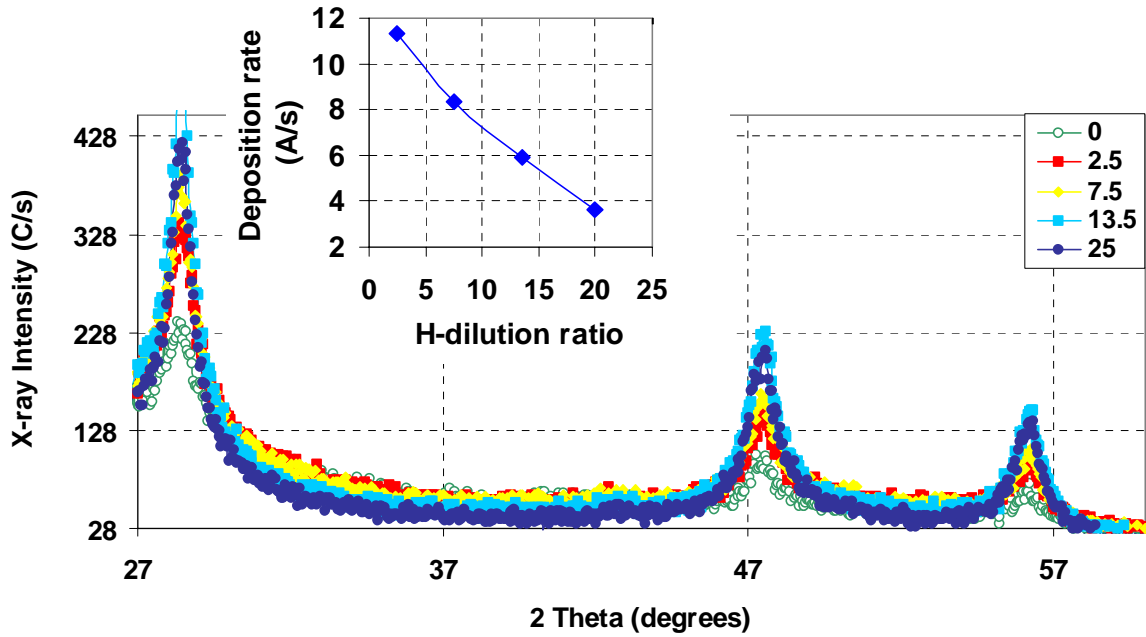 12
10
8
6
4
2
Deposition rate
(A/s)
0 5 10 15 20 25
H-dilution ratio
428
328
228
128
28
X-ray Intensity (C/s)
27 37 47 57
2 Theta (degrees)
0
2.5
7.5
13.5
25